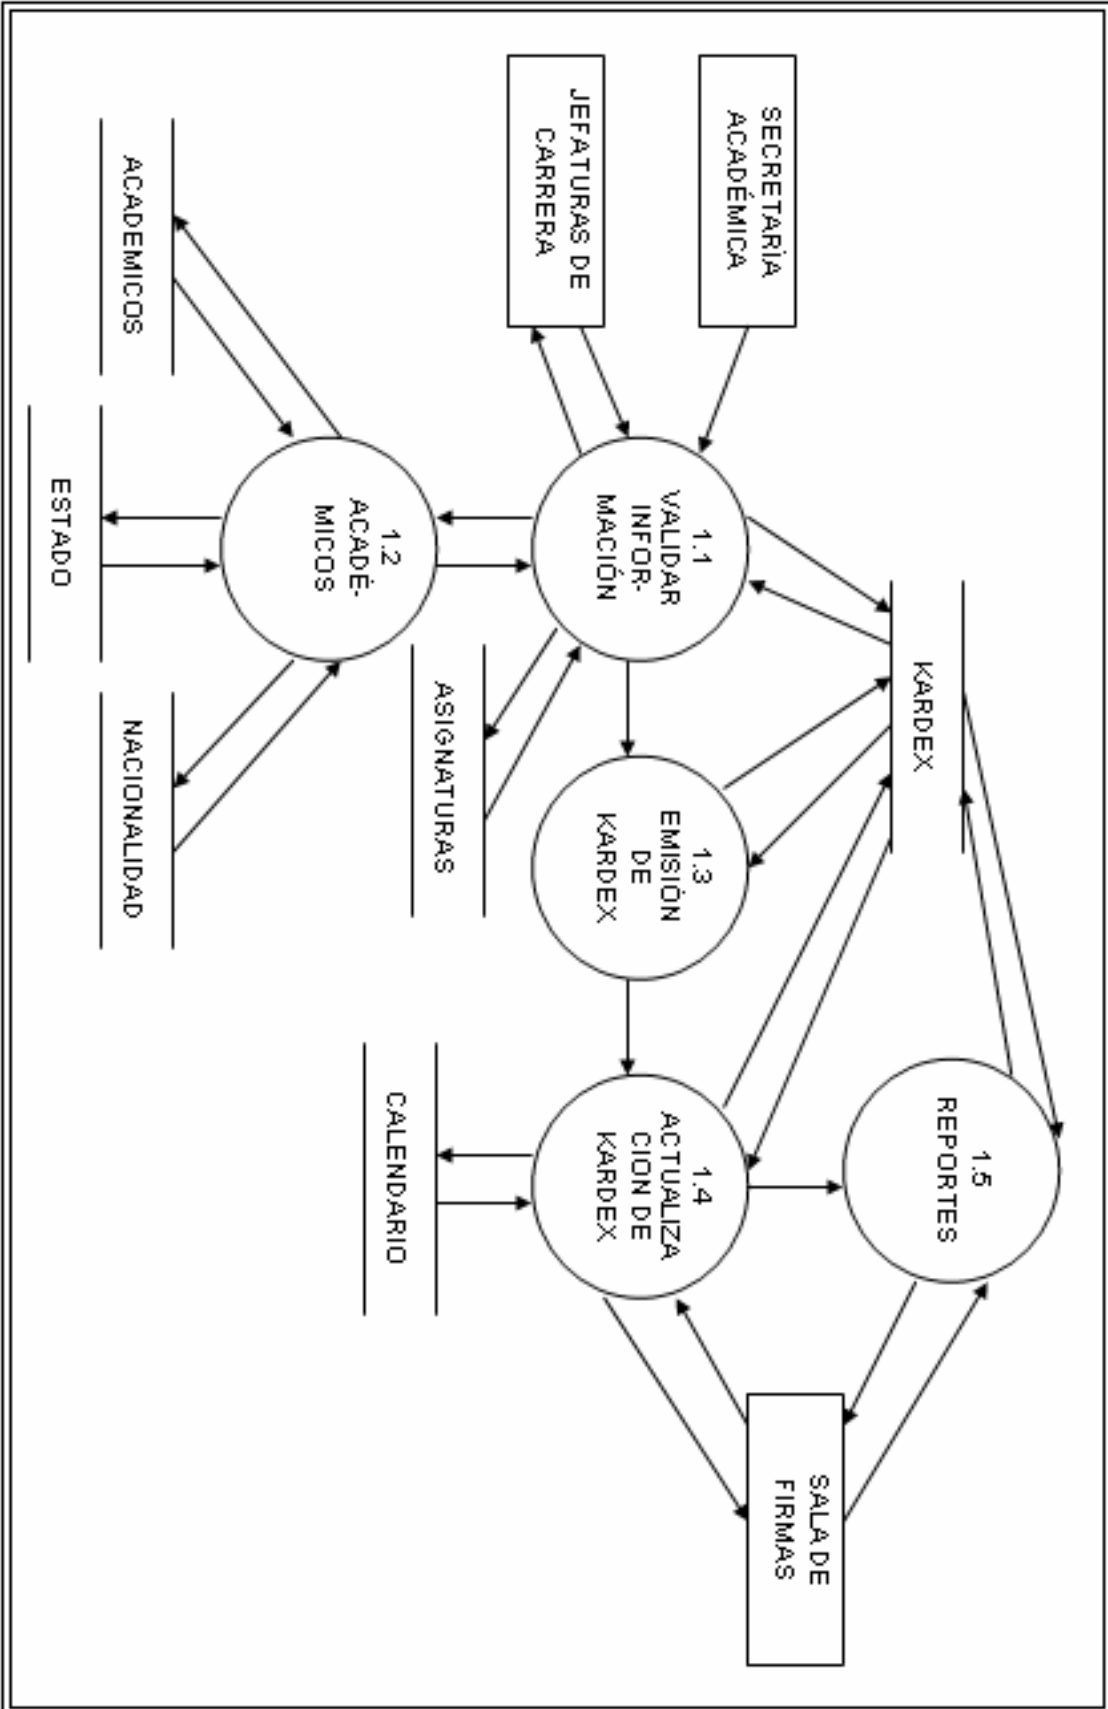 SECRETARÍA
ACADÉMICA
JEFATURAS DE
CARRERA
KARDEX
1.1
VALIDAR
INFOR-
MACIÓN
1.2
ACADÉ-
MICOS
1.3
EMISIÓN
DE
KARDEX
1.4
ACTUALIZA
CION DE
KARDEX
1.5
REPORTES
SALA DE
FIRMAS
ASIGNATURAS
CALENDARIO
ACADEMICOS
ESTADO
NACIONALIDAD